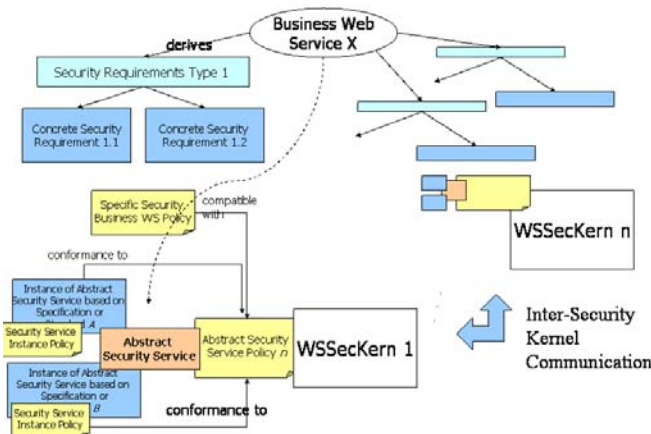 Business Web
Service X
derives
Security Requirements Type 1
Concrete Security
Requirement 1.1
Concrete Security
Requirement 1.2
Specific Security
Business WS Policy
compatible
with
WSSecKern n
conformance to
Instance of Abstract
Security Service based on
Specification or
A
Security Service
Instance Policy
Abstract
Security Service
Abstract Security
Service Policy n
WSSecKern 1
Inter-Security
Kernel
Communication
Instance of Abstract
Security Service based on
Specification or
B
Security Service
Instance Policy
conformance to